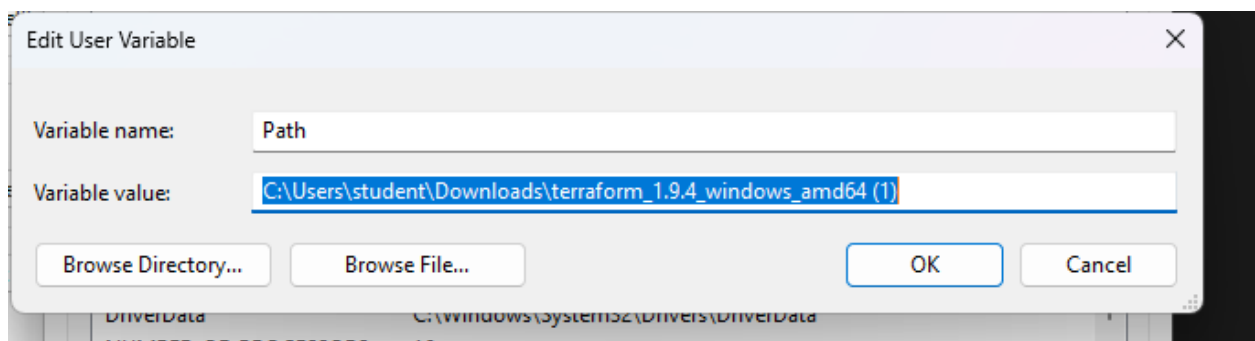 Edit User Variable
Variable name: Path
Variable value: C:\Users\student\Downloads\terraform_1.9.4_windows_amd64 (1)
Browse Directory... Browse File... OK Cancel
DriverData C:\Windows\System32\Drivers\DriverData